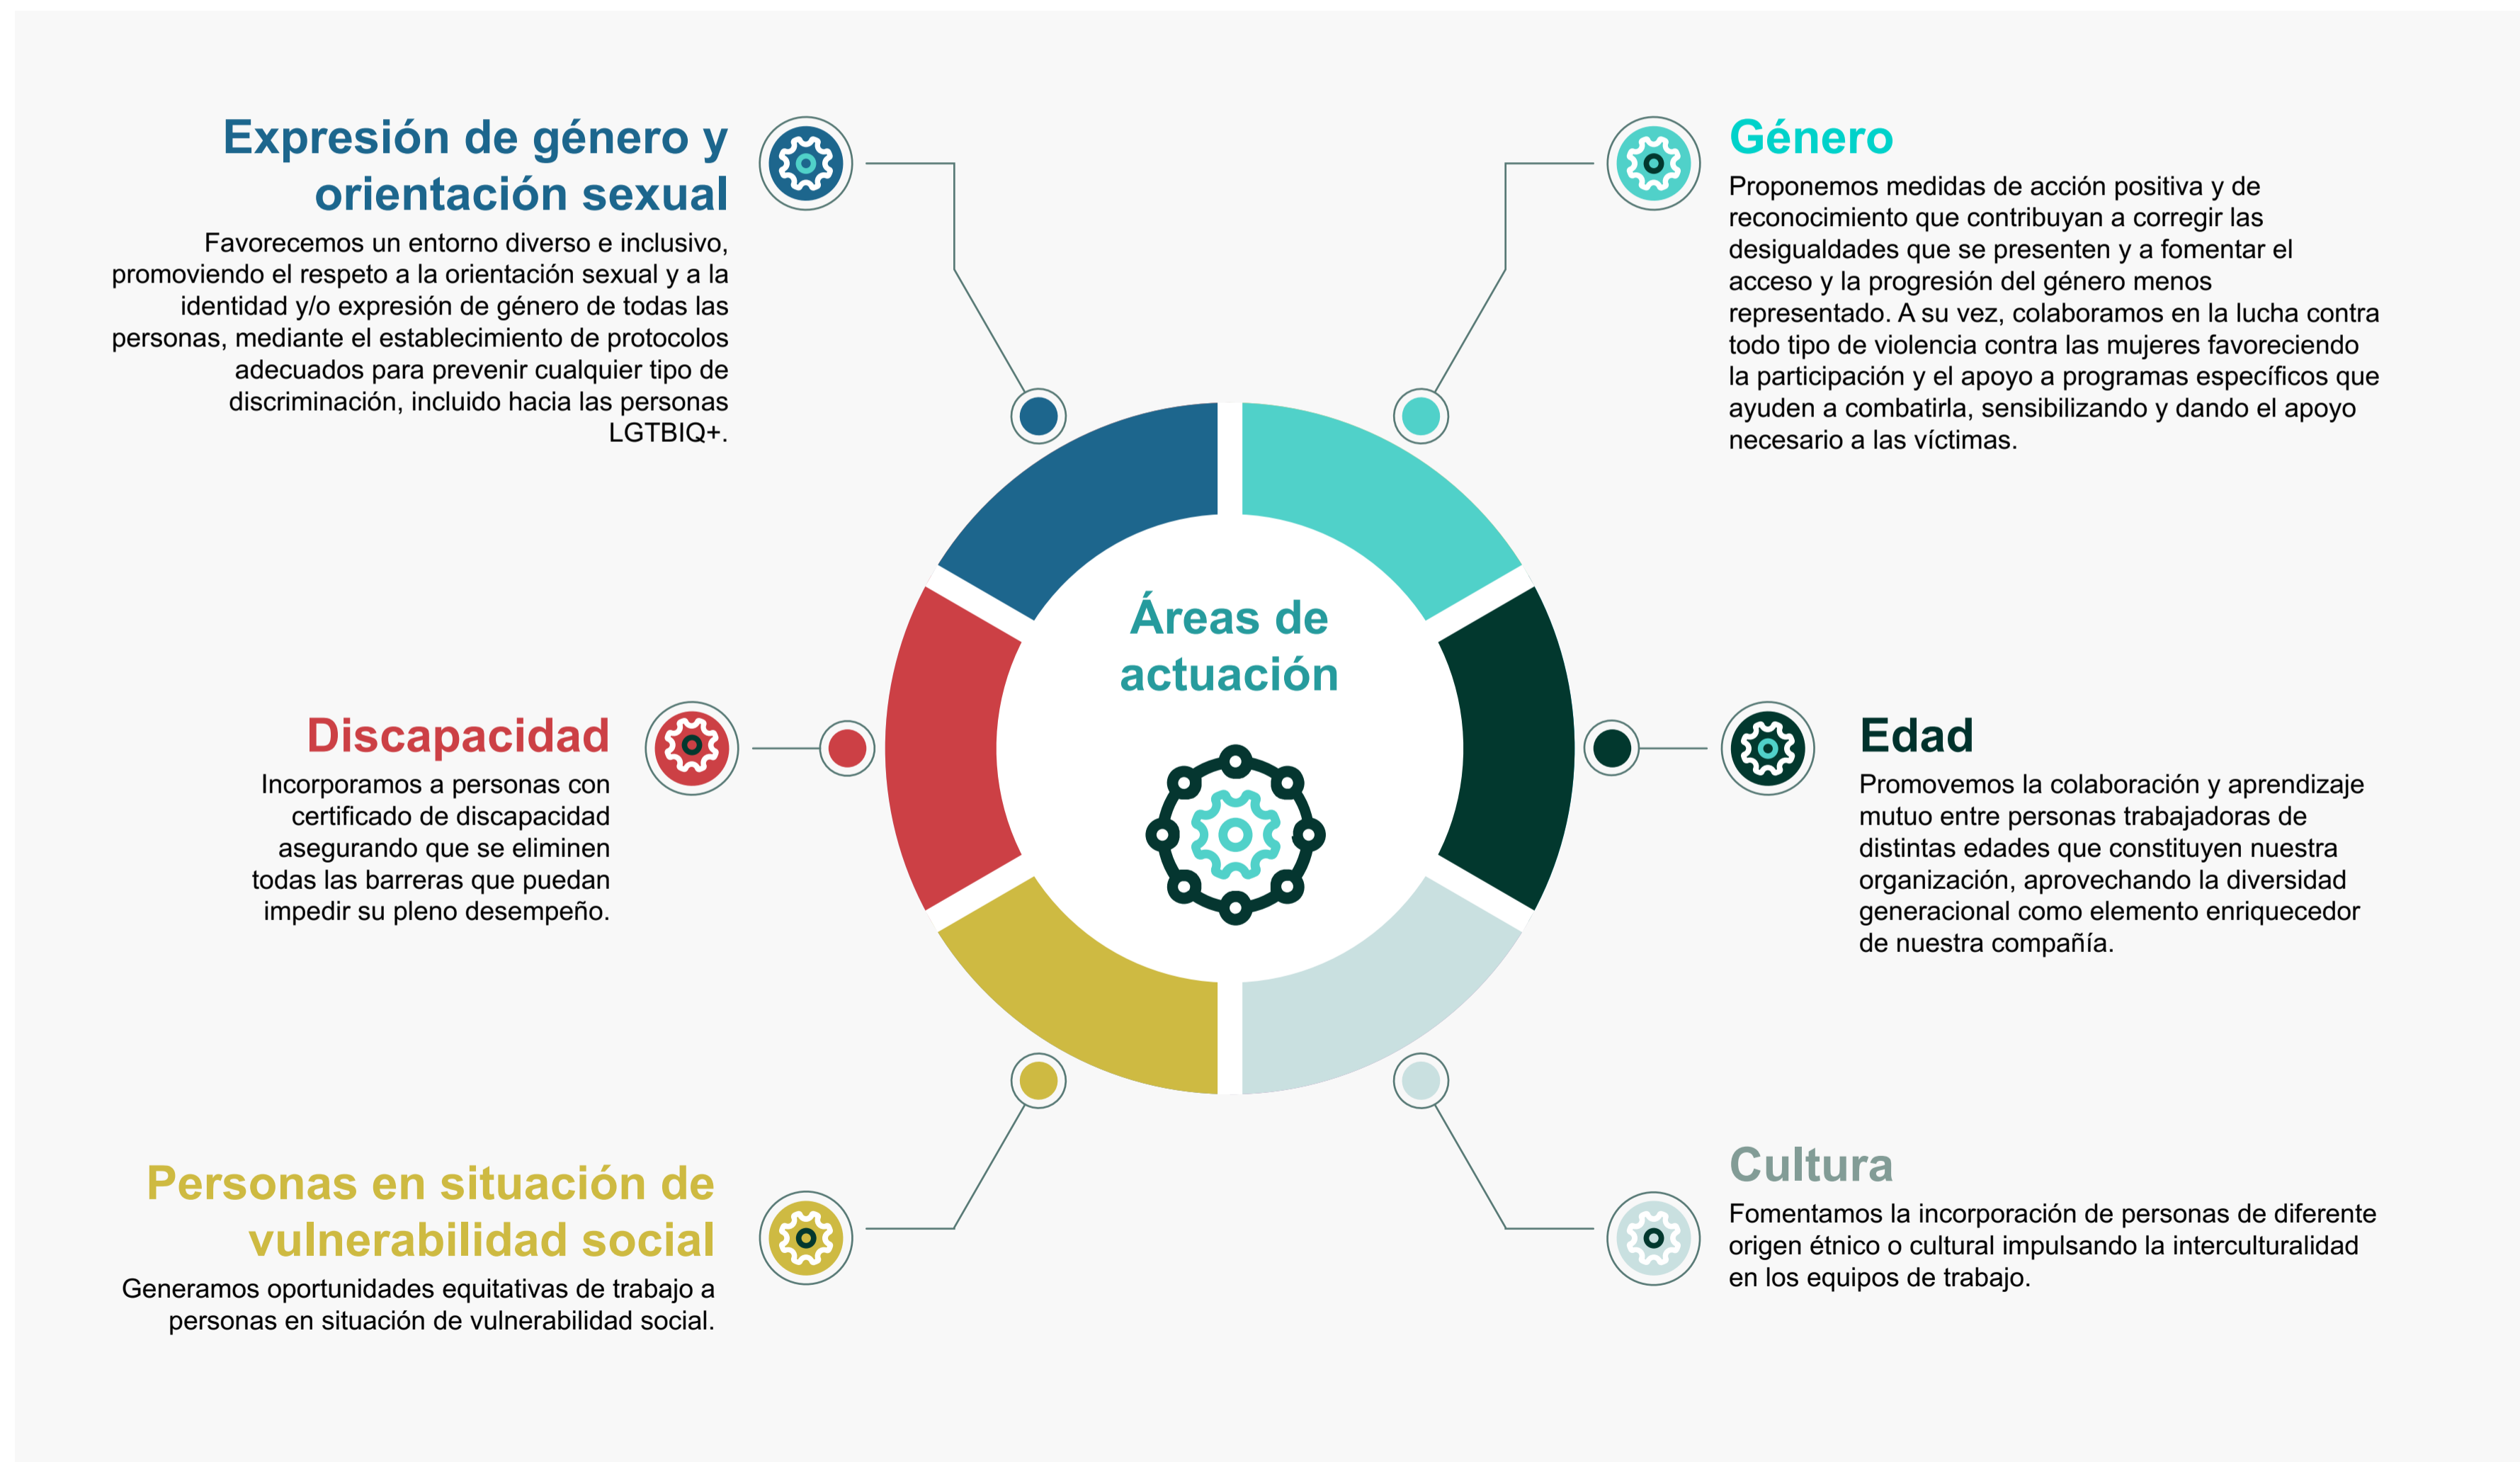 Expresión de género y
orientación sexual
Favorecemos un entorno diverso e inclusivo,
promoviendo el respeto a la orientación sexual y a la
identidad y/o expresión de género de todas las
personas, mediante el establecimiento de protocolos
adecuados para prevenir cualquier tipo de
discriminación, incluido hacia las personas
LGTBIQ+.
Género
Proponemos medidas de acción positiva y de
reconocimiento que contribuyan a corregir las
desigualdades que se presenten y a fomentar el
acceso y la progresión del género menos
representado. A su vez, colaboramos en la lucha contra
todo tipo de violencia contra las mujeres favoreciendo
la participación y el apoyo a programas específicos que
ayuden a combatirla, sensibilizando y dando el apoyo
necesario a las víctimas.
Áreas de
actuación
Discapacidad
Incorporamos a personas con
certificado de discapacidad
asegurando que se eliminen
todas las barreras que puedan
impedir su pleno desempeño.
Edad
Promovemos la colaboración y aprendizaje
mutuo entre personas trabajadoras de
distintas edades que constituyen nuestra
organización, aprovechando la diversidad
generacional como elemento enriquecedor
de nuestra compañía.
Personas en situación de
vulnerabilidad social
Generamos oportunidades equitativas de trabajo a
personas en situación de vulnerabilidad social.
Cultura
Fomentamos la incorporación de personas de diferente
origen étnico o cultural impulsando la interculturalidad
en los equipos de trabajo.